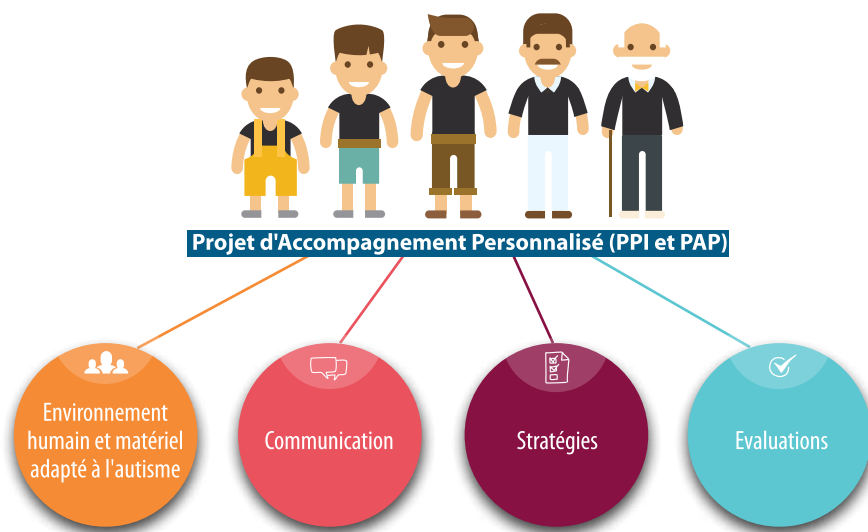 Projet d'Accompagnement Personnalisé (PPI et PAP)
Environnement
humain et matériel
adapté à l'autisme
Communication
Stratégies
Evaluations